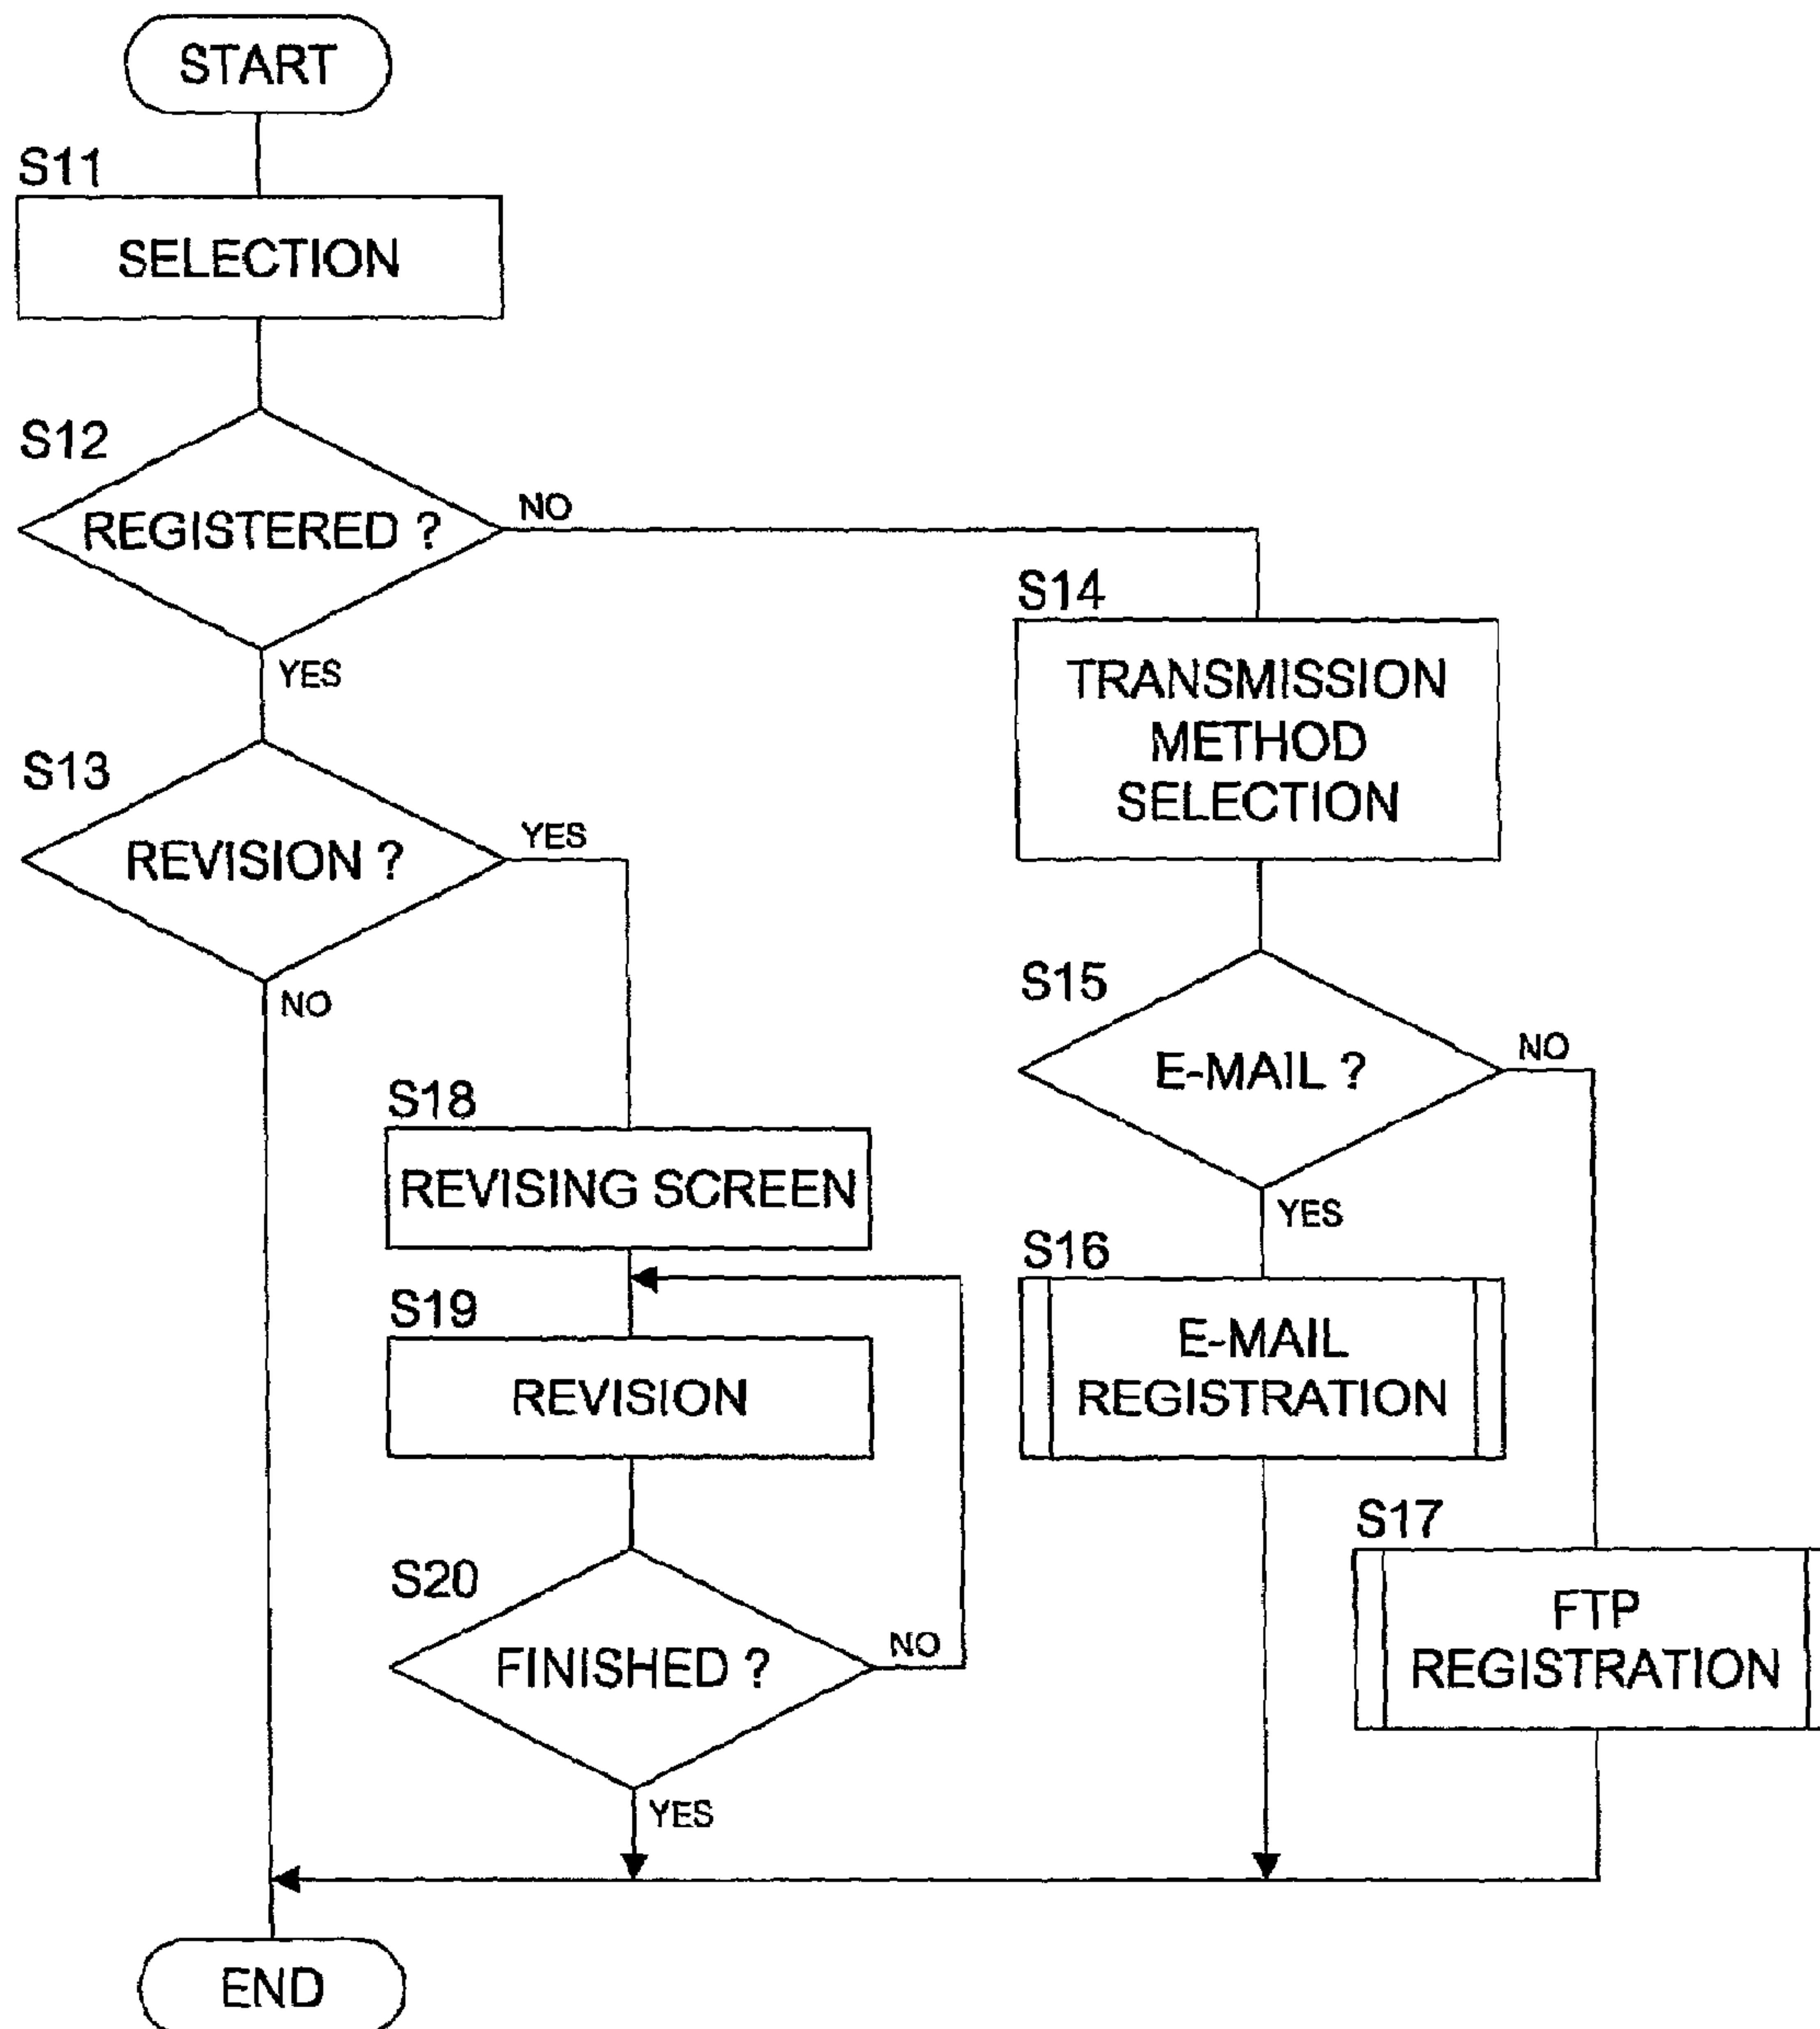 START
S11
SELECTION
S12
REGISTERED ?
NO
YES
S13
REVISION ?
YES
NO
S14
TRANSMISSION
METHOD
SELECTION
S15
E-MAIL ?
NO
YES
S16
E-MAIL
REGISTRATION
S17
FTP
REGISTRATION
S18
REVISING SCREEN
S19
REVISION
S20
FINISHED ?
NO
YES
END